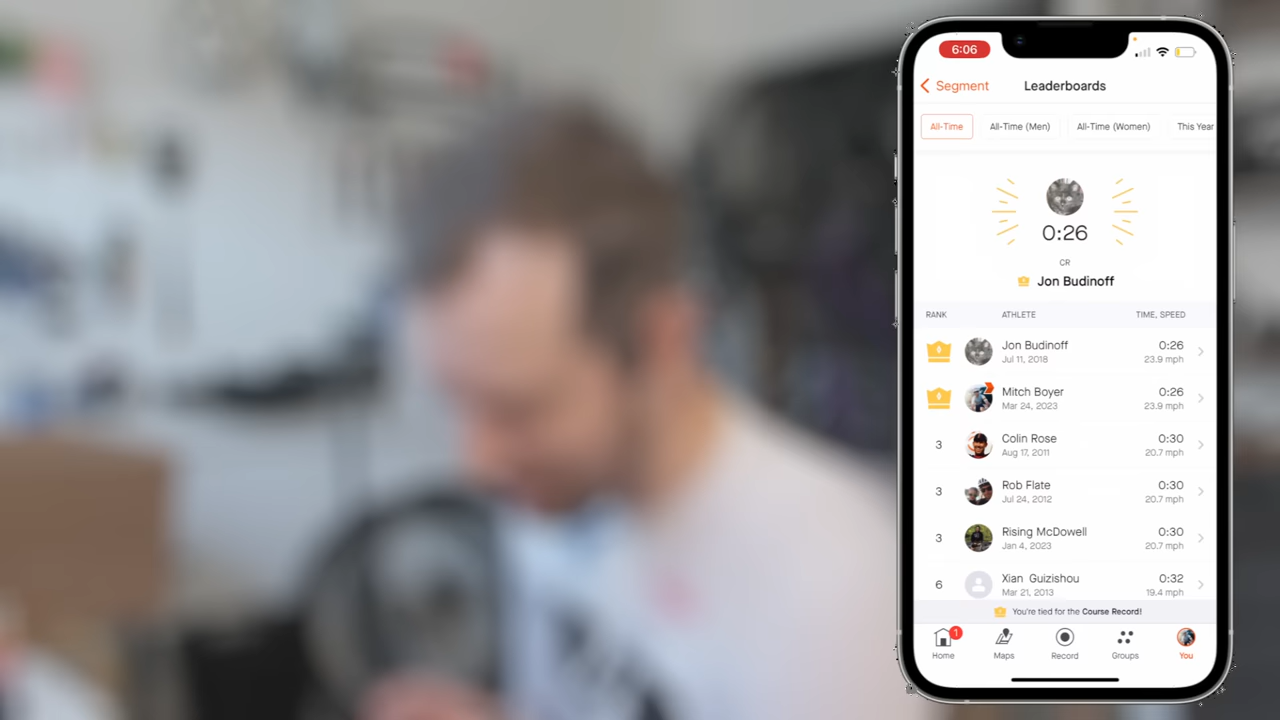 6:06
Segment
Leaderboards
All-Time
All-Time (Men)
All-Time (Women)
This Year
0:26
CR
Jon Budinoff
RANK ATHLETE TIME, SPEED
Jon Budinoff 0:26
Jul 11, 2018 23.9 mph
Mitch Boyer 0:26
Mar 24, 2023 23.9 mph
3 Colin Rose 0:30
Aug 17, 2011 20.7 mph
3 Rob Flate 0:30
Jul 24, 2012 20.7 mph
3 Rising McDowell 0:30
Jan 4, 2023 20.7 mph
6 Xian Guizishou 0:32
Mar 21, 2013 19.4 mph
You're tied for the Course Record!
1
Home Maps Record Groups You